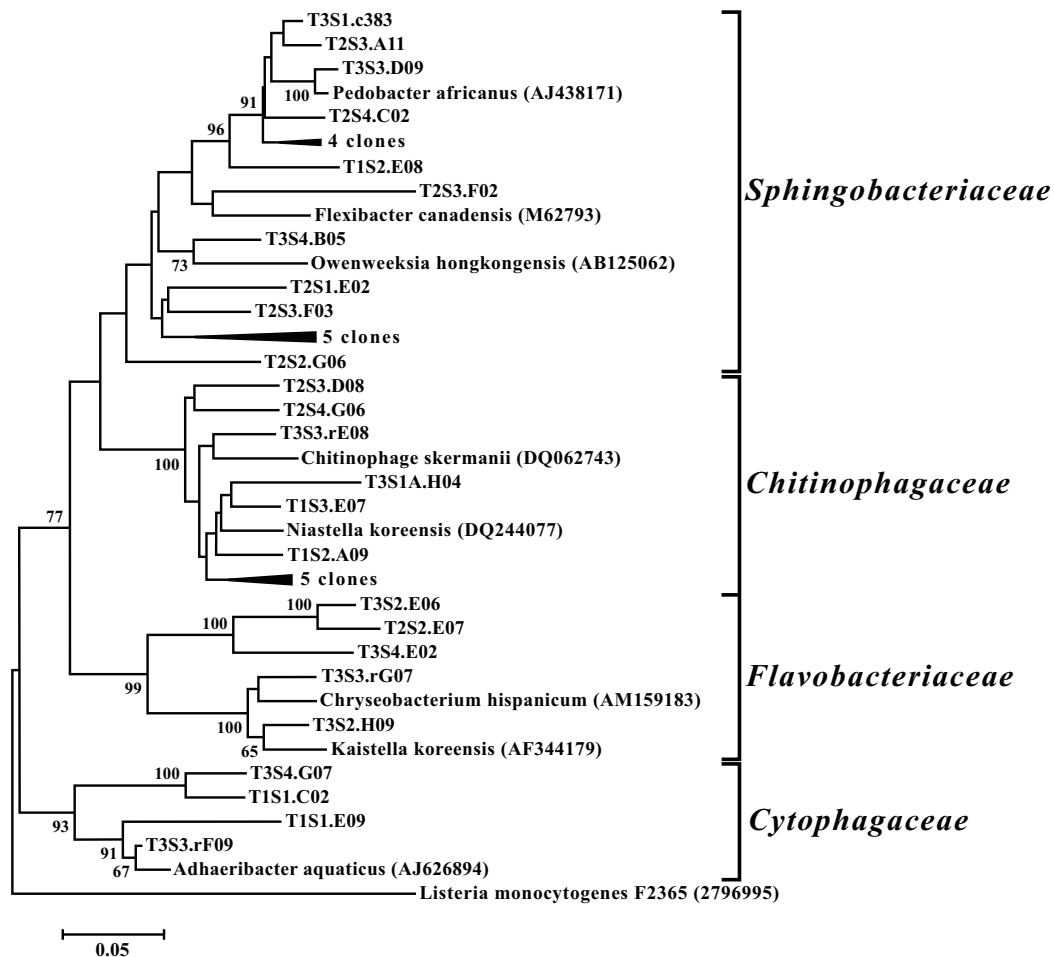 T3S1.c383
T2S3.A11
T3S3.D09
100
Pedobacter africanus (AJ438171)
91
T2S4.C02
96
4 clones
T1S2.E08
T2S3.F02
Sphingobacteriaceae
Flexibacter canadensis (M62793)
T3S4.B05
73
Owenweeksia hongkongensis (AB125062)
T2S1.E02
T2S3.F03
5 clones
T2S2.G06
T2S3.D08
T2S4.G06
T3S3.rE08
100
Chitinophage skermanii (DQ062743)
T3S1A.H04
Chitinophagaceae
T1S3.E07
77
Niastella koreensis (DQ244077)
T1S2.A09
5 clones
100
T3S2.E06
100
T2S2.E07
T3S4.E02
99
T3S3.rG07
Flavobacteriaceae
Chryseobacterium hispanicum (AM159183)
100
T3S2.H09
65
Kaistella koreensis (AF344179)
100
T3S4.G07
T1S1.C02
93
T1S1.E09
Cytophagaceae
T3S3.rF09
91
67
Adhaeribacter aquaticus (AJ626894)
Listeria monocytogenes F2365 (2796995)
0.05